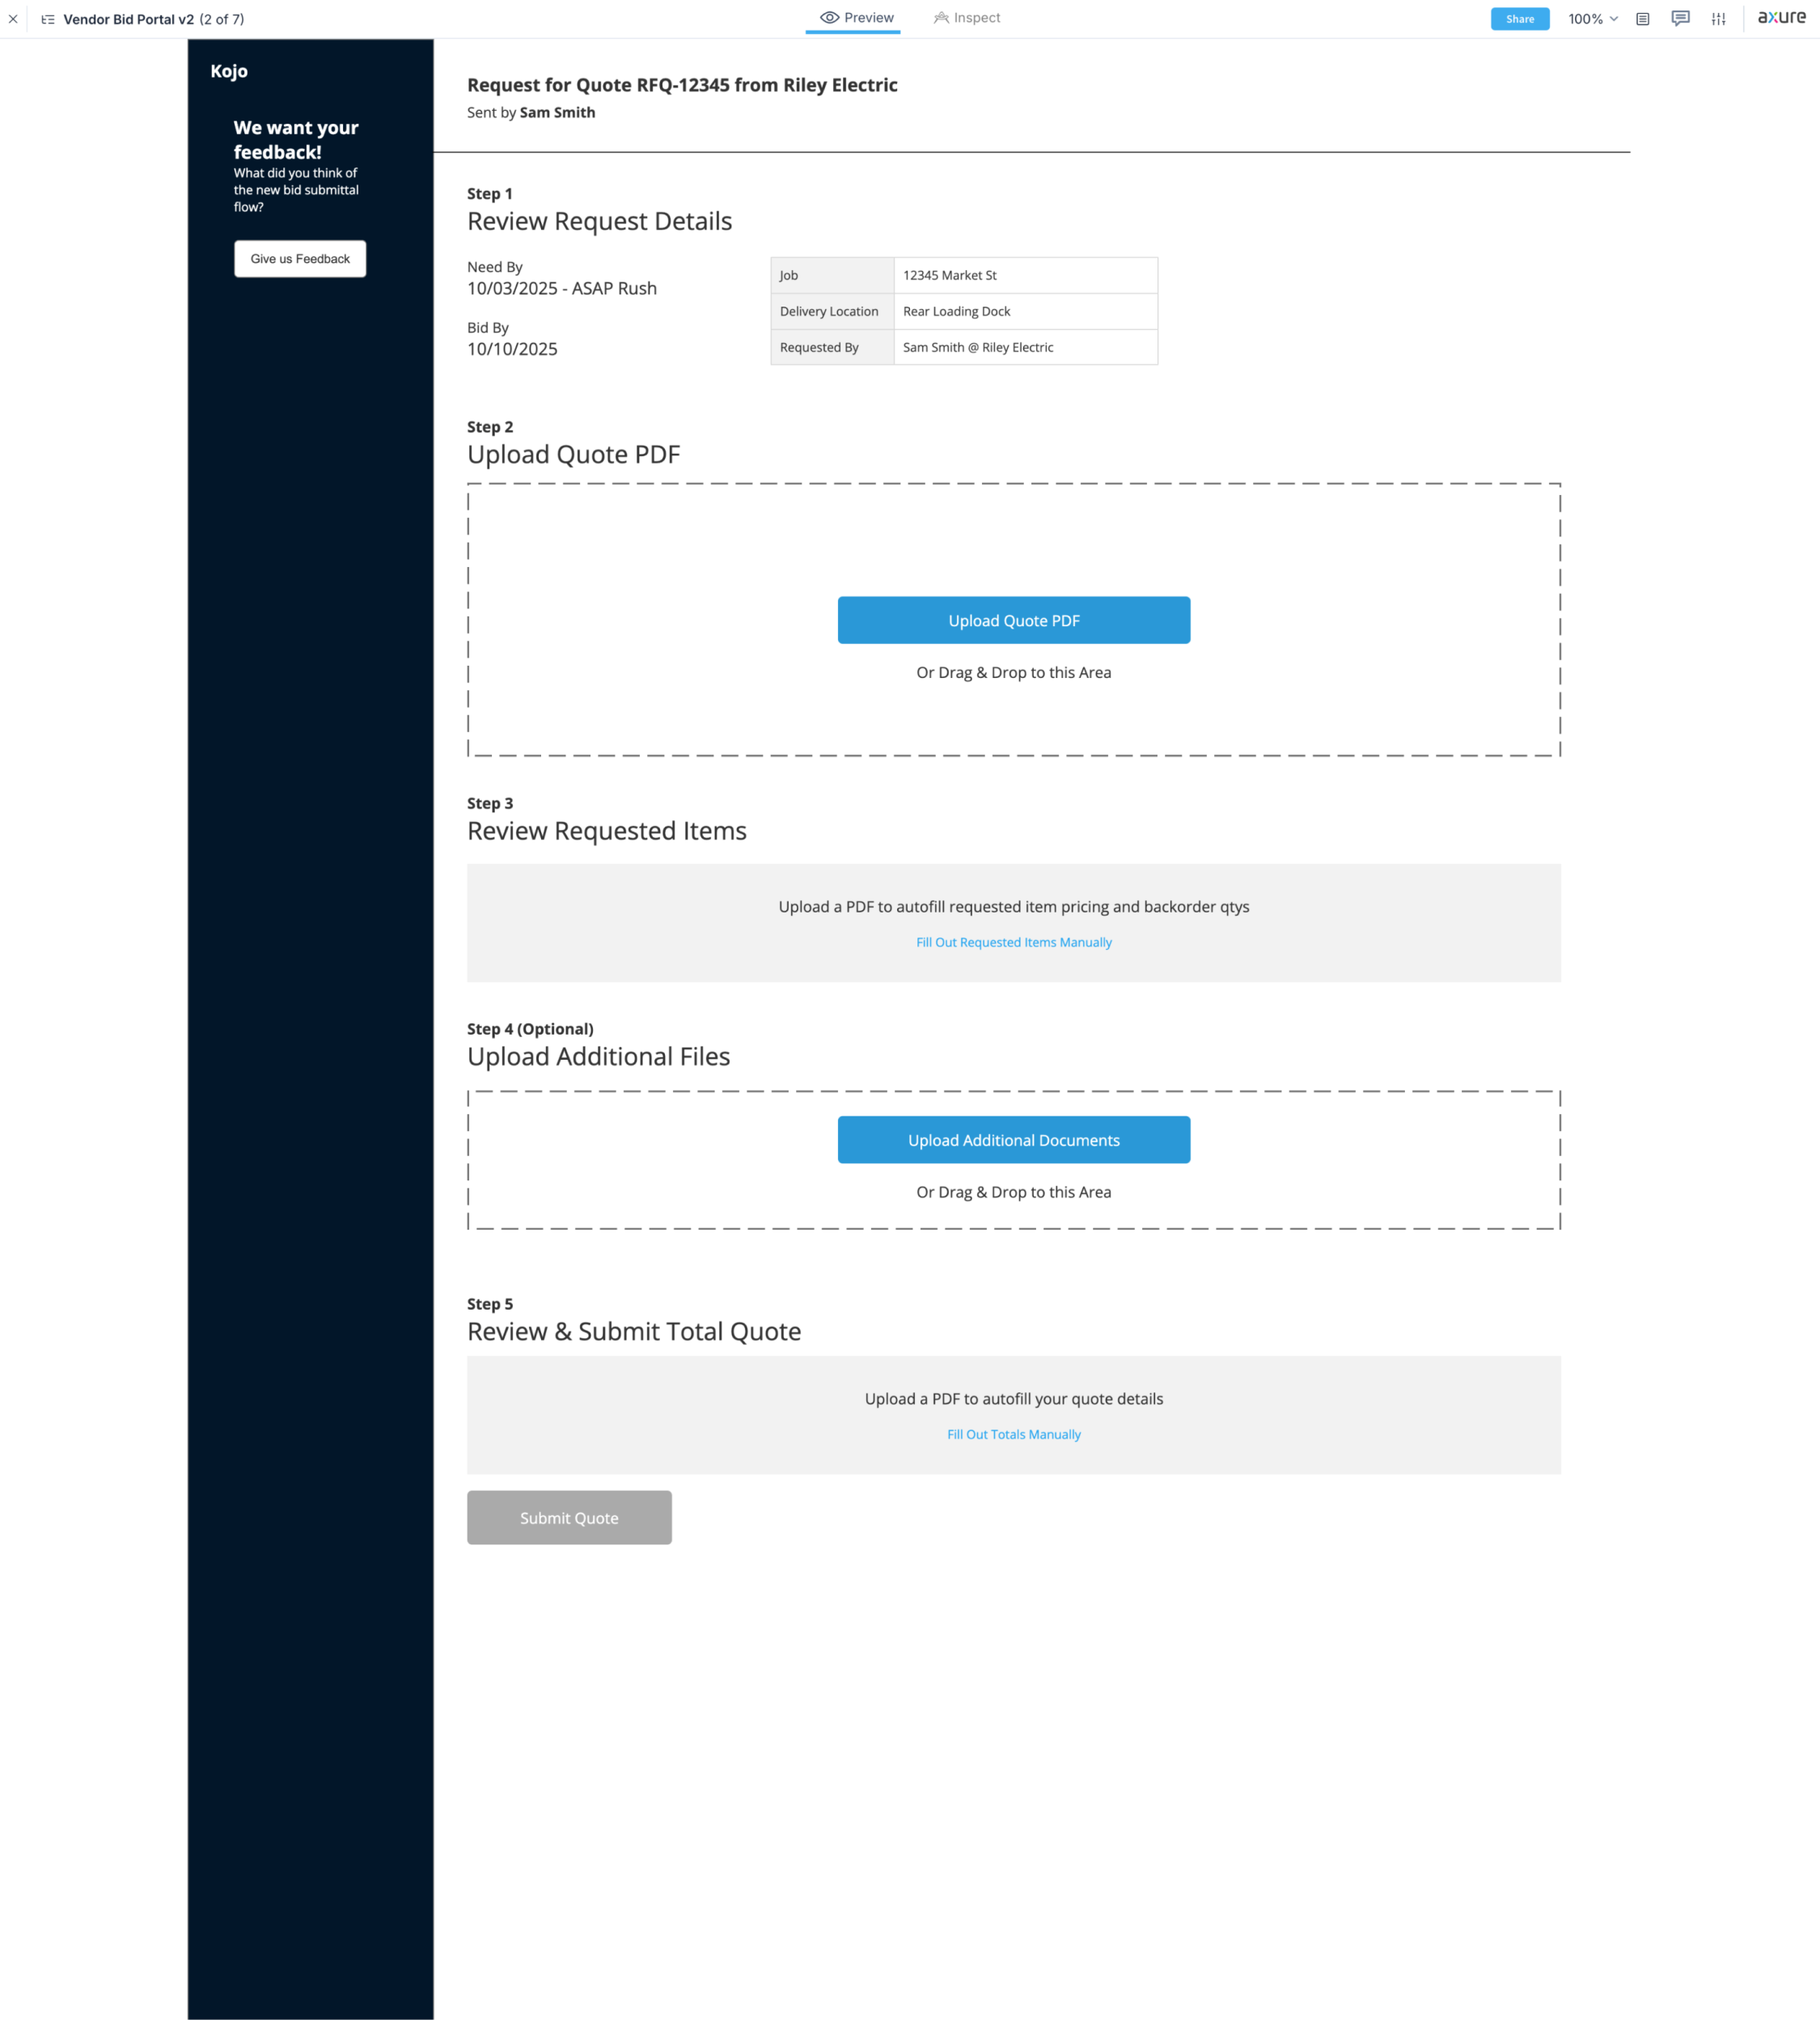 Vendor Bid Portal v2 (2 of 7)
Preview
Inspect
Share
100%
axure
Kojo
We want your
feedback!
What did you think of
the new bid submittal
flow?
Give us Feedback
Request for Quote RFQ-12345 from Riley Electric
Sent by Sam Smith
Step 1
Review Request Details
Need By
10/03/2025 - ASAP Rush
Bid By
10/10/2025
Job 12345 Market St
Delivery Location Rear Loading Dock
Requested By Sam Smith @ Riley Electric
Step 2
Upload Quote PDF
Upload Quote PDF
Or Drag & Drop to this Area
Step 3
Review Requested Items
Upload a PDF to autofill requested item pricing and backorder qtys
Fill Out Requested Items Manually
Step 4 (Optional)
Upload Additional Files
Upload Additional Documents
Or Drag & Drop to this Area
Step 5
Review & Submit Total Quote
Upload a PDF to autofill your quote details
Fill Out Totals Manually
Submit Quote